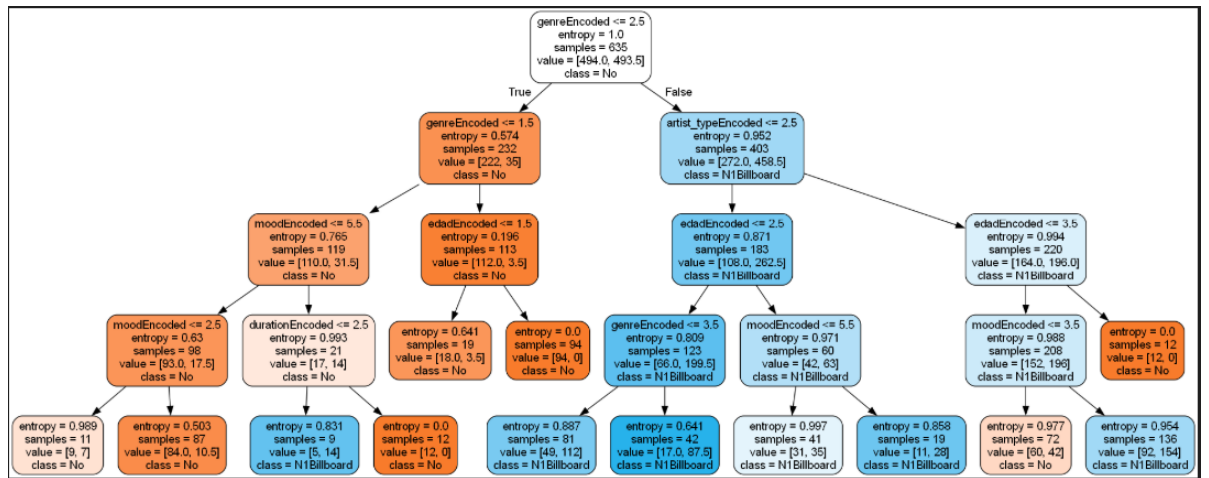 genreEncoded <= 2.5
entropy = 1.0
samples = 635
value = [494.0, 493.5]
class = No
True
False
genreEncoded <= 1.5
entropy = 0.574
samples = 232
value = [222, 35]
class = No
artist_typeEncoded <= 2.5
entropy = 0.952
samples = 403
value = [272.0, 458.5]
class = N1Billboard
moodEncoded <= 5.5
entropy = 0.765
samples = 119
value = [110.0, 31.5]
class = No
edadEncoded <= 1.5
entropy = 0.196
samples = 113
value = [112.0, 3.5]
class = No
edadEncoded <= 2.5
entropy = 0.871
samples = 183
value = [108.0, 262.5]
class = N1Billboard
edadEncoded <= 3.5
entropy = 0.994
samples = 220
value = [164.0, 196.0]
class = N1Billboard
moodEncoded <= 2.5
entropy = 0.63
samples = 98
value = [93.0, 17.5]
class = No
durationEncoded <= 2.5
entropy = 0.993
samples = 21
value = [17, 14]
class = No
entropy = 0.641
samples = 19
value = [18.0, 3.5]
class = No
entropy = 0.0
samples = 94
value = [94, 0]
class = No
genreEncoded <= 3.5
entropy = 0.809
samples = 123
value = [66.0, 199.5]
class = N1Billboard
moodEncoded <= 5.5
entropy = 0.971
samples = 60
value = [42, 63]
class = N1Billboard
moodEncoded <= 3.5
entropy = 0.988
samples = 208
value = [152, 196]
class = N1Billboard
entropy = 0.0
samples = 12
value = [12, 0]
class = No
entropy = 0.989
samples = 11
value = [9, 7]
class = No
entropy = 0.503
samples = 87
value = [84.0, 10.5]
class = No
entropy = 0.831
samples = 9
value = [5, 14]
class = N1Billboard
entropy = 0.0
samples = 12
value = [12, 0]
class = No
entropy = 0.887
samples = 81
value = [49, 112]
class = N1Billboard
entropy = 0.641
samples = 42
value = [17.0, 87.5]
class = N1Billboard
entropy = 0.997
samples = 41
value = [31, 35]
class = N1Billboard
entropy = 0.858
samples = 19
value = [11, 28]
class = N1Billboard
entropy = 0.977
samples = 72
value = [60, 42]
class = No
entropy = 0.954
samples = 136
value = [92, 154]
class = N1Billboard